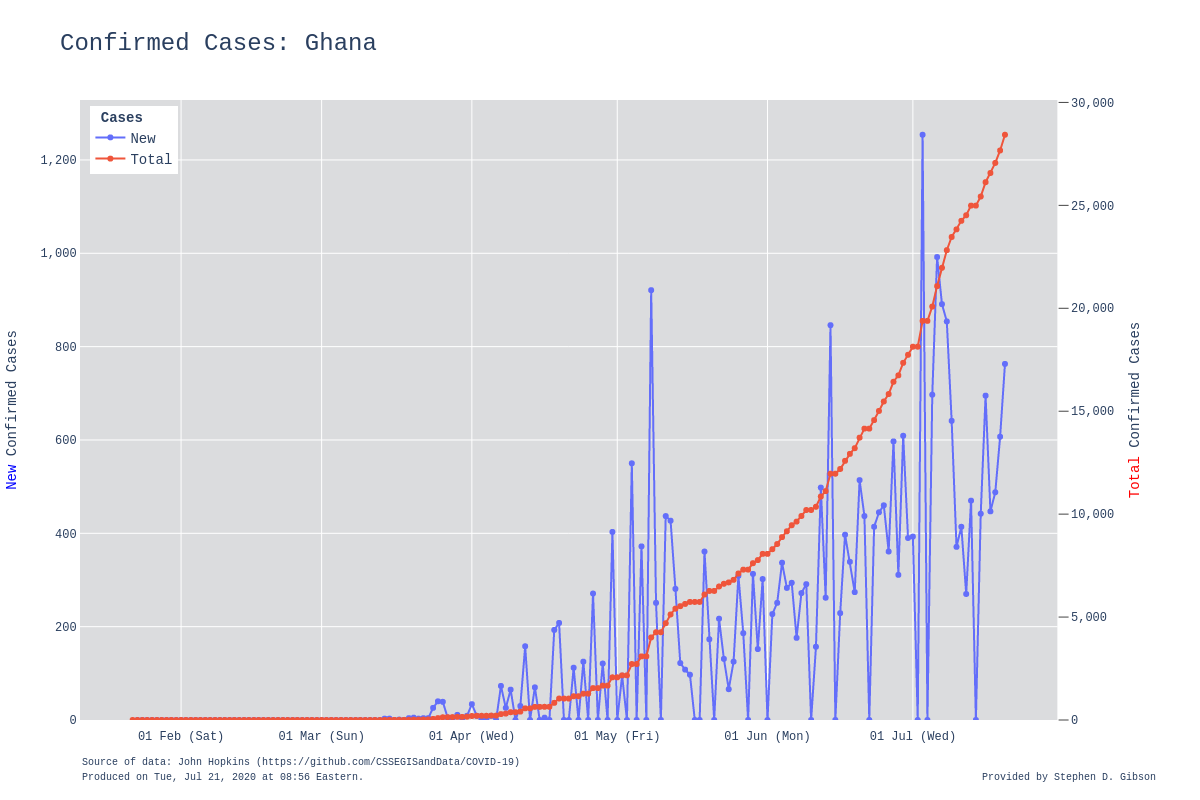 Confirmed Cases: Ghana
Cases
New
Total
1,200
1,000
800
600
400
200
0
30,000
25,000
20,000
15,000
10,000
5,000
0
New Confirmed Cases
Total Confirmed Cases
01 Feb (Sat)
01 Mar (Sun)
01 Apr (Wed)
01 May (Fri)
01 Jun (Mon)
01 Jul (Wed)
Source of data: John Hopkins (https://github.com/CSSEGISandData/COVID-19)
Produced on Tue, Jul 21, 2020 at 08:56 Eastern.
Provided by Stephen D. Gibson